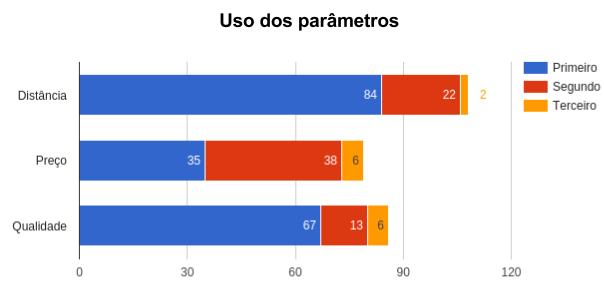 Uso dos parâmetros
Primeiro
Segundo
Terceiro
Distância 84 22 2
Preço 35 38 6
Qualidade 67 13 6
0 30 60 90 120